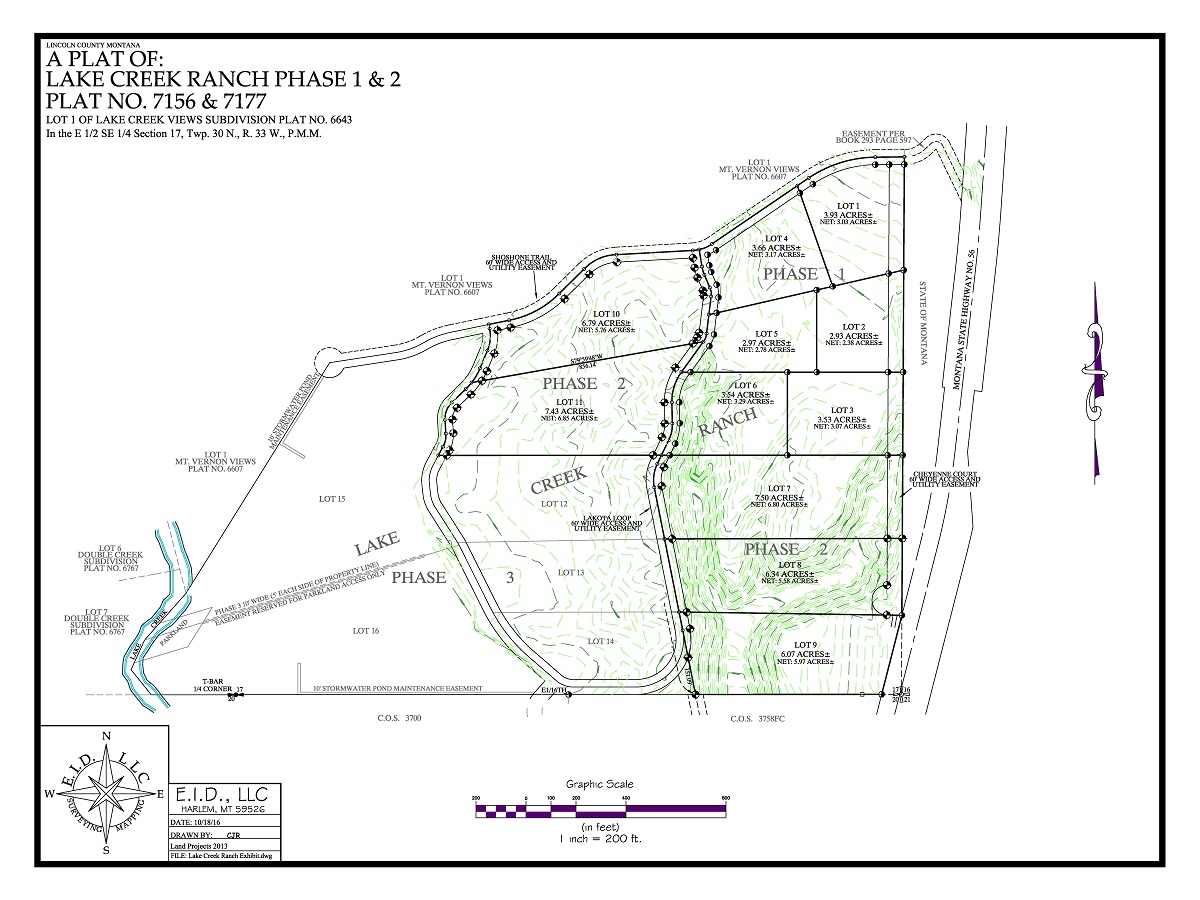 LINCOLN COUNTY MONTANA
A PLAT OF:
LAKE CREEK RANCH PHASE 1 & 2
PLAT NO. 7156 & 7177
LOT 1 OF LAKE CREEK VIEWS SUBDIVISION PLAT NO. 6643
In the E 1/2 SE 1/4 Section 17, Twp. 30 N., R. 33 W., P.M.M.
EASEMENT PER
BOOK 293 PAGE 597
LOT 1
MT. VERNON VIEWS
PLAT NO. 6607
LOT 1
3.93 ACRES±
NET: 3.03 ACRES±
LOT 4
3.66 ACRES±
NET: 3.17 ACRES±
PHASE 1
SHOSHONE TRAIL
60' WIDE ACCESS AND
UTILITY EASEMENT
LOT 1
MT. VERNON VIEWS
PLAT NO. 6607
LOT 10
6.79 ACRES±
NET: 5.76 ACRES±
LOT 5
2.97 ACRES±
NET: 2.78 ACRES±
LOT 2
2.93 ACRES±
NET: 2.38 ACRES±
STATE OF MONTANA
MONTANA STATE HIGHWAY NO. 56
S79°59'48"W
836.14
PHASE 2
LOT 11
7.43 ACRES±
NET: 6.85 ACRES±
LOT 6
3.54 ACRES±
NET: 3.29 ACRES±
LOT 3
3.53 ACRES±
NET: 3.07 ACRES±
RANCH
10' STORMWATER POND
MAINTENANCE EASEMENT
LOT 1
MT. VERNON VIEWS
PLAT NO. 6607
CREEK
CHEYENNE COURT
60' WIDE ACCESS AND
UTILITY EASEMENT
LOT 15
LOT 12
LOT 7
7.50 ACRES±
NET: 6.80 ACRES±
LAKOTA LOOP
60' WIDE ACCESS AND
UTILITY EASEMENT
LAKE
PHASE 2
LOT 6
DOUBLE CREEK
SUBDIVISION
PLAT NO. 6767
PHASE 3
LOT 13
LOT 8
6.34 ACRES±
NET: 5.58 ACRES±
PHASE 3 10' WIDE (5' EACH SIDE OF PROPERTY LINE)
EASEMENT RESERVED FOR PARKLAND ACCESS ONLY
LOT 7
DOUBLE CREEK
SUBDIVISION
PLAT NO. 6767
LAKE CREEK
PARKLAND
LOT 16
LOT 14
LOT 9
6.07 ACRES±
NET: 5.97 ACRES±
T-BAR
1/4 CORNER 17
20
10' STORMWATER POND MAINTENANCE EASEMENT
E1/16TH
17 16
20 21
C.O.S. 3700
C.O.S. 3758FC
N
W
E
S
E.I.D. LLC
SURVEYING MAPPING
E.I.D., LLC
HARLEM, MT 59526
DATE: 10/18/16
DRAWN BY: CJR
Land Projects 2013
FILE: Lake Creek Ranch Exhibit.dwg
Graphic Scale
200 0 100 200 400 800
(in feet)
1 inch = 200 ft.